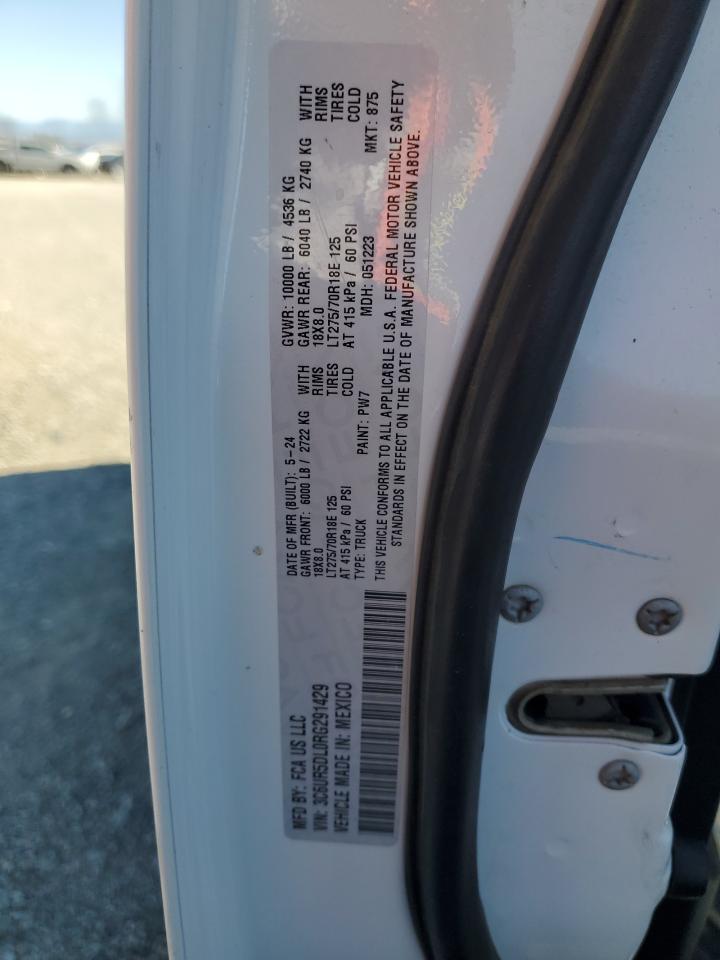 MFD BY: FCA US LLC
VIN: 3C6UR5DL0RG291429
VEHICLE MADE IN: MEXICO
DATE OF MFR (BUILT): 5-24 GVWR: 10000 LB / 4536 KG
GAWR FRONT: 6000 LB / 2722 KG WITH GAWR REAR: 6040 LB / 2740 KG WITH
18X8.0 RIMS 18X8.0 RIMS
LT275/70R18E 125 TIRES LT275/70R18E 125 TIRES
AT 415 kPa / 60 PSI COLD AT 415 kPa / 60 PSI COLD
TYPE: TRUCK PAINT: PW7 MDH: 051223 MKT: 875
THIS VEHICLE CONFORMS TO ALL APPLICABLE U.S.A. FEDERAL MOTOR VEHICLE SAFETY
STANDARDS IN EFFECT ON THE DATE OF MANUFACTURE SHOWN ABOVE.